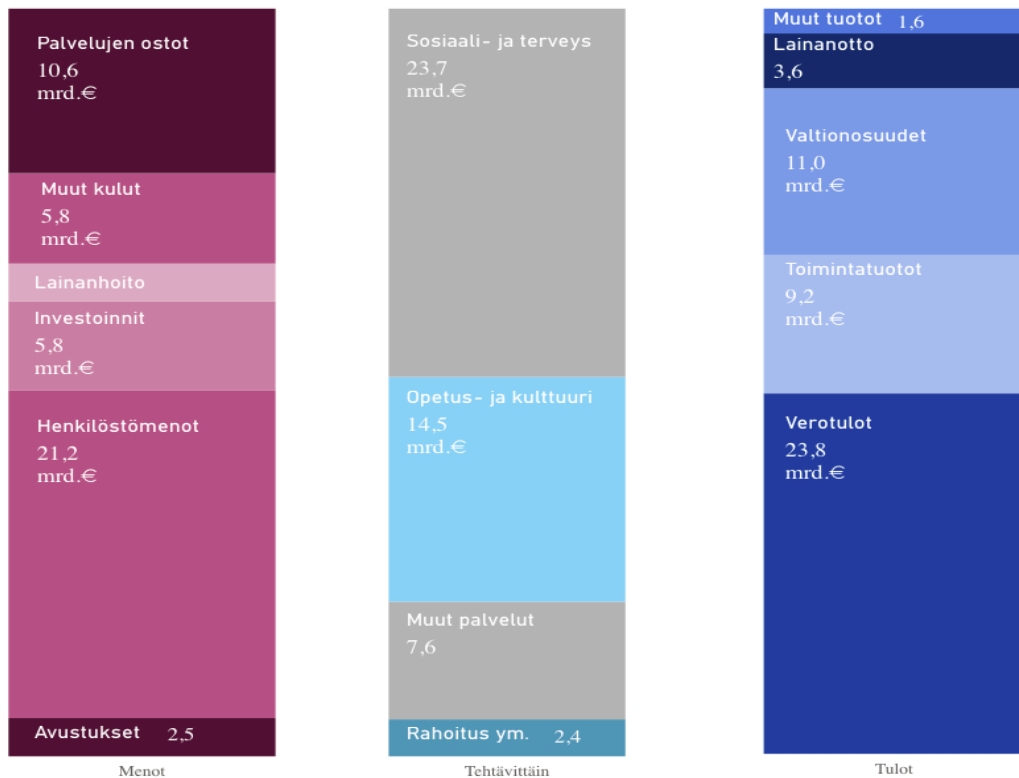 Palvelujen ostot
10,6
mrd.€
Muut kulut
5,8
mrd.€
Lainanhoito
Investoinnit
5,8
mrd.€
Henkilöstömenot
21,2
mrd.€
Avustukset 2,5
Menot
Sosiaali- ja terveys
23,7
mrd.€
Opetus- ja kulttuuri
14,5
mrd.€
Muut palvelut
7,6
Rahoitus ym. 2,4
Tehtävittäin
Muut tuotot 1,6
Lainanotto
3,6
Valtionosuudet
11,0
mrd.€
Toimintatuotot
9,2
mrd.€
Verotulot
23,8
mrd.€
Tulot